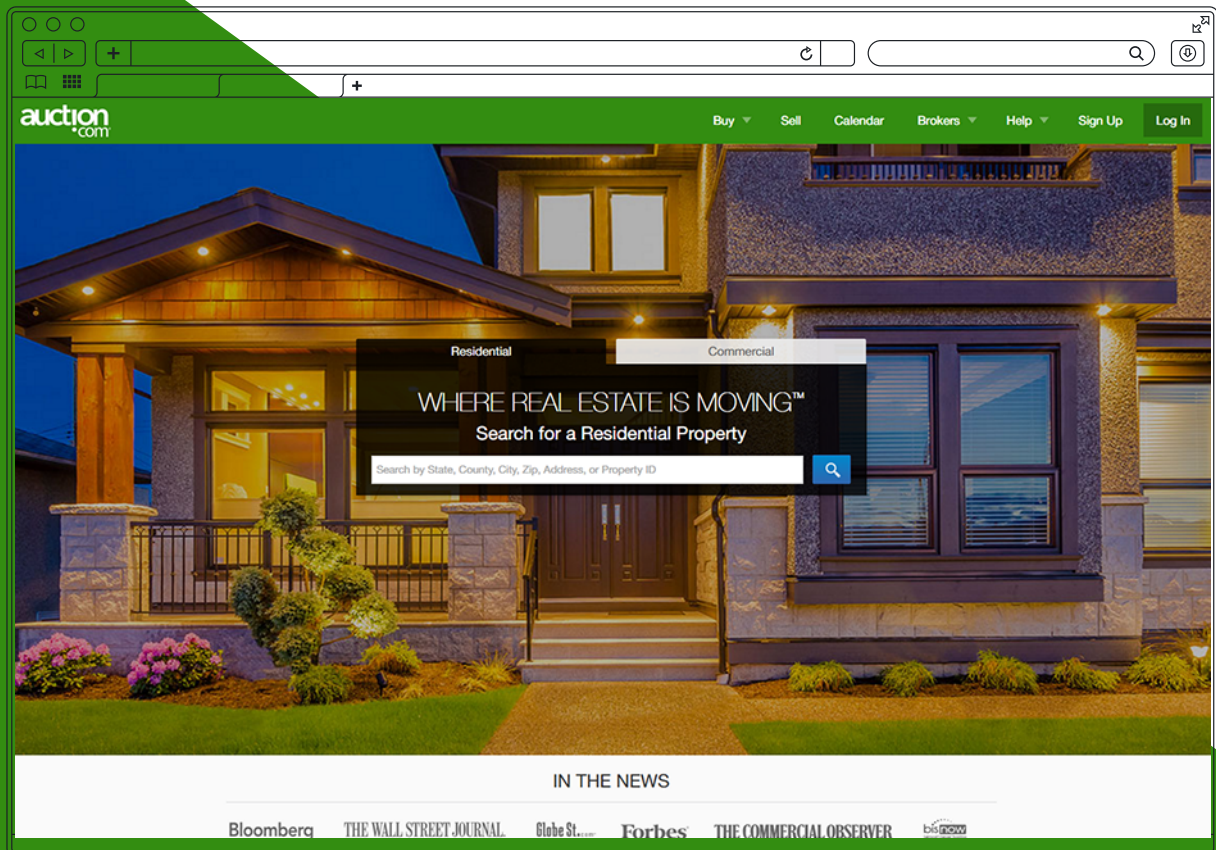 auction
.com
Buy Sell Calendar Brokers Help Sign Up Log In
Residential Commercial
WHERE REAL ESTATE IS MOVING™
Search for a Residential Property
Search by State, County, City, Zip, Address, or Property ID
IN THE NEWS
Bloomberg THE WALL STREET JOURNAL. Globe St. Forbes THE COMMERCIAL OBSERVER bisnow